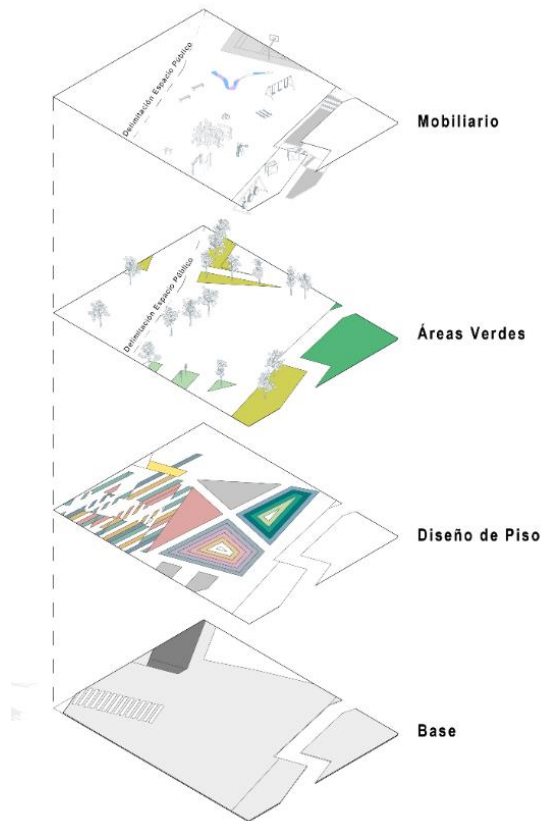 Delimitación Espacio Público
Mobiliario
Delimitación Espacio Público
Áreas Verdes
Diseño de Piso
Base